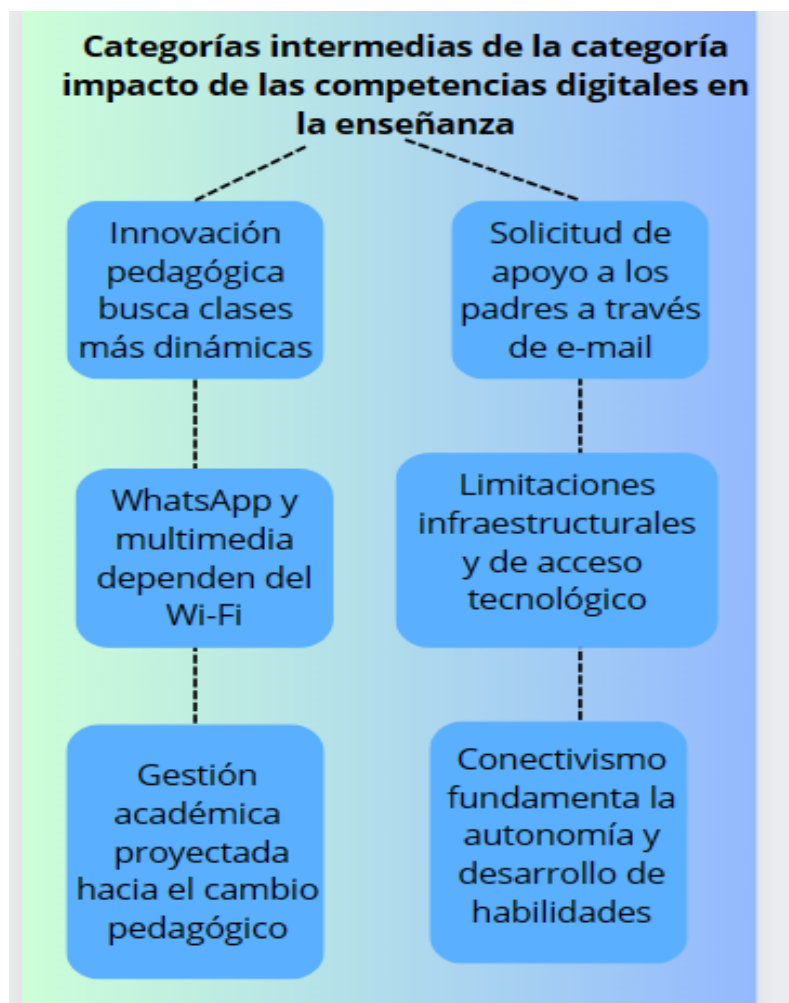 Categorías intermedias de la categoría
impacto de las competencias digitales en
la enseñanza
Innovación
pedagógica
busca clases
más dinámicas
Solicitud de
apoyo a los
padres a través
de e-mail
WhatsApp y
multimedia
dependen del
Wi-Fi
Limitaciones
infraestructurales
y de acceso
tecnológico
Gestión
académica
proyectada
hacia el cambio
pedagógico
Conectivismo
fundamenta la
autonomía y
desarrollo de
habilidades